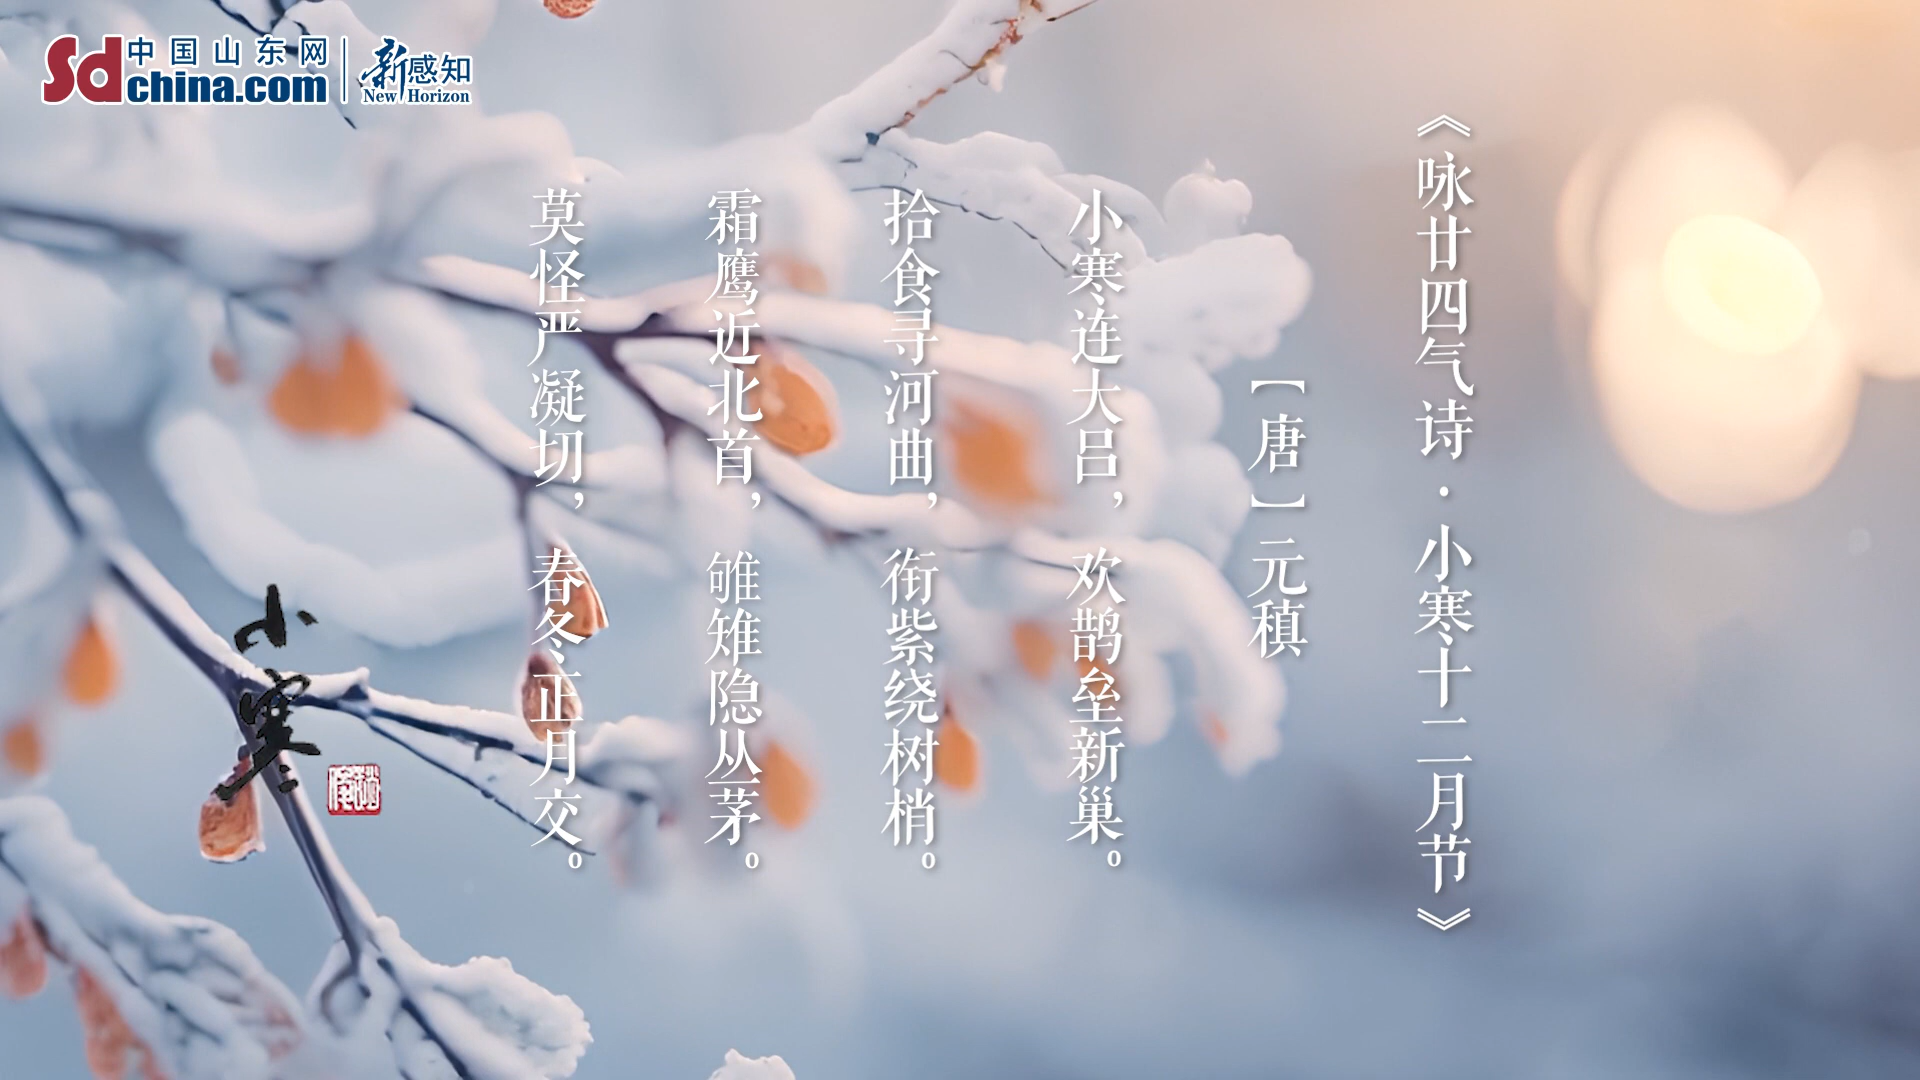 中国山东网
sdchina.com
新感知
New Horizon
《咏廿四气诗·小寒十二月节》
【唐】元稹
小寒连大吕，欢鹊垒新巢。
拾食寻河曲，衔紫绕树梢。
霜鹰近北首，雊雉隐丛茅。
莫怪严凝切，春冬正月交。
小寒